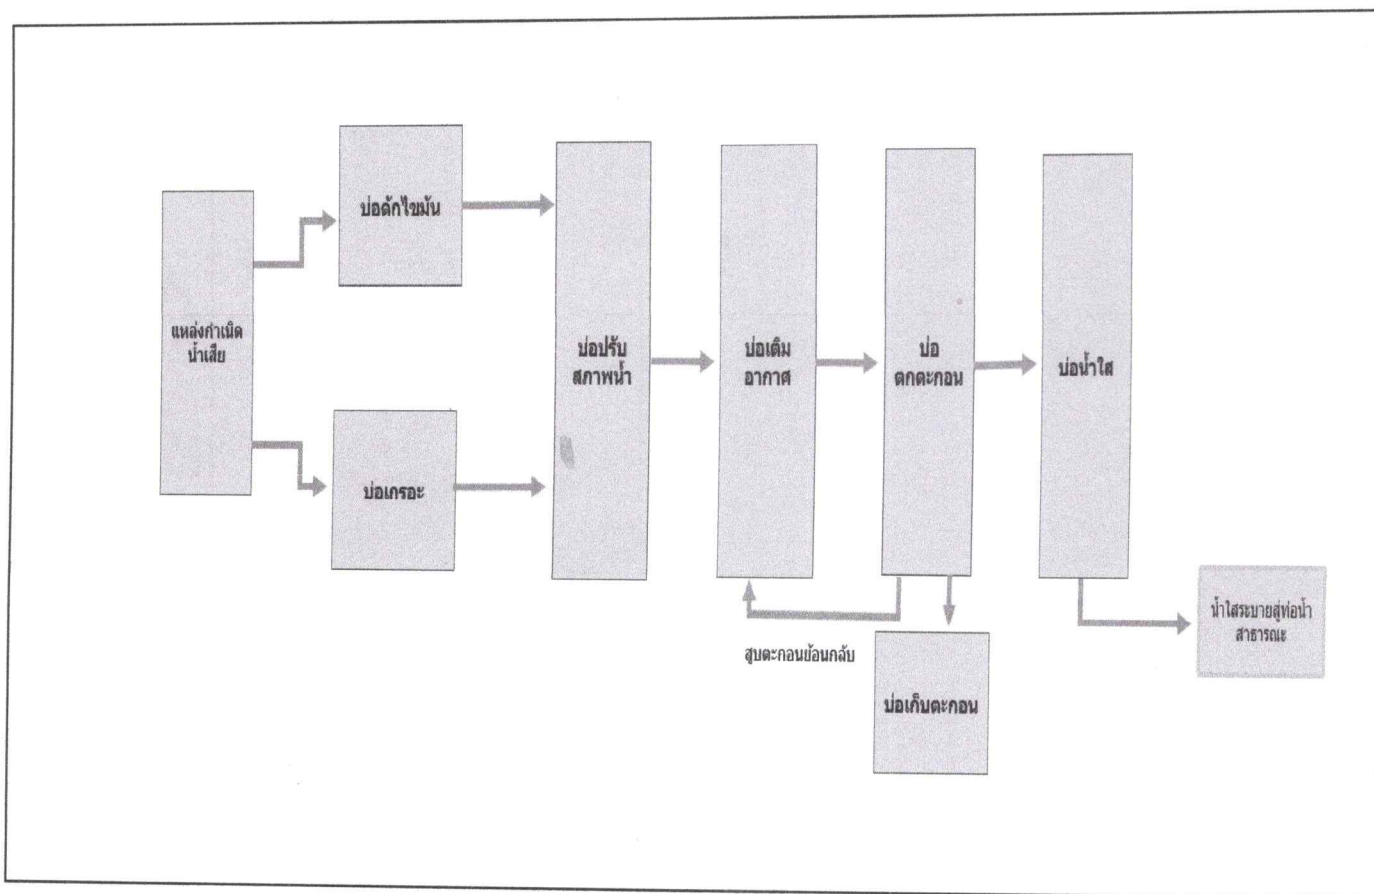 บ่อดักไขมัน
แหล่งกำเนิด
น้ำเสีย
บ่อเกรอะ
บ่อปรับ
สภาพน้ำ
บ่อเติม
อากาศ
บ่อ
ตกตะกอน
บ่อน้ำใส
สูบตะกอนย้อนกลับ
บ่อเก็บตะกอน
น้ำใสระบายสู่ท่อน้ำ
สาธารณะ